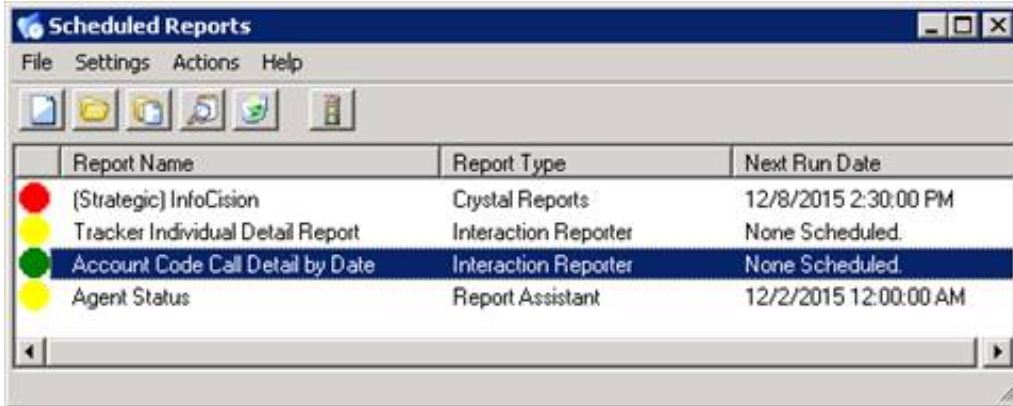 Scheduled Reports
File Settings Actions Help
Report Name Report Type Next Run Date
(Strategic) InfoCision Crystal Reports 12/8/2015 2:30:00 PM
Tracker Individual Detail Report Interaction Reporter None Scheduled.
Account Code Call Detail by Date Interaction Reporter None Scheduled.
Agent Status Report Assistant 12/2/2015 12:00:00 AM